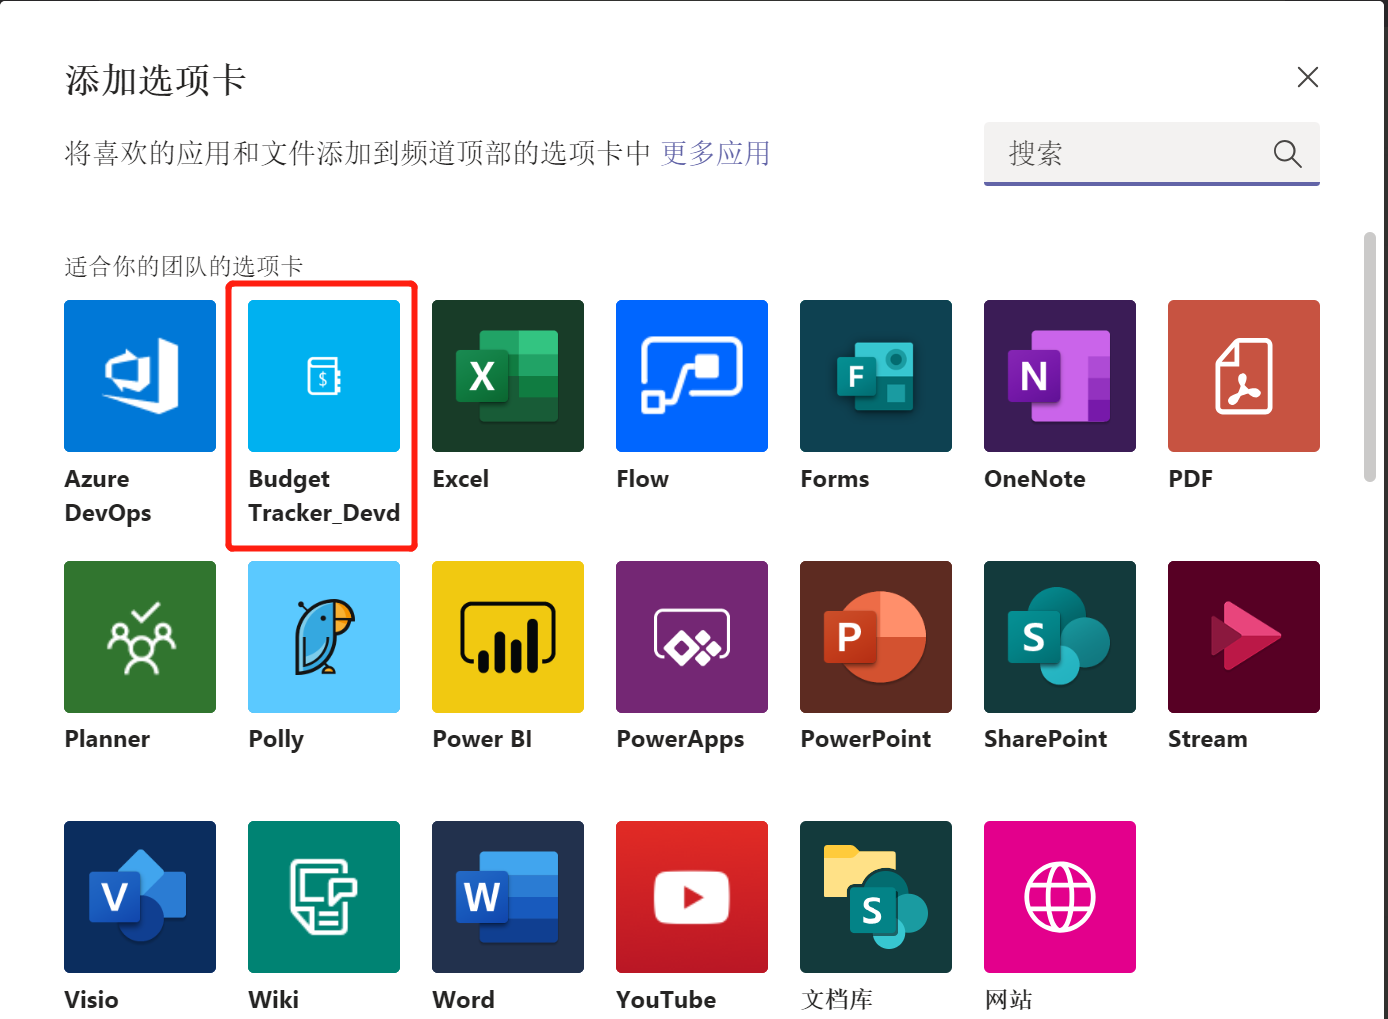 添加选项卡
将喜欢的应用和文件添加到频道顶部的选项卡中 更多应用
搜索
适合你的团队的选项卡
$
X
F
N
Azure
DevOps
Budget
Tracker_Devd
Excel
Flow
Forms
OneNote
PDF
P
S
Planner
Polly
Power BI
PowerApps
PowerPoint
SharePoint
Stream
V
W
S
Visio
Wiki
Word
YouTube
文档库
网站